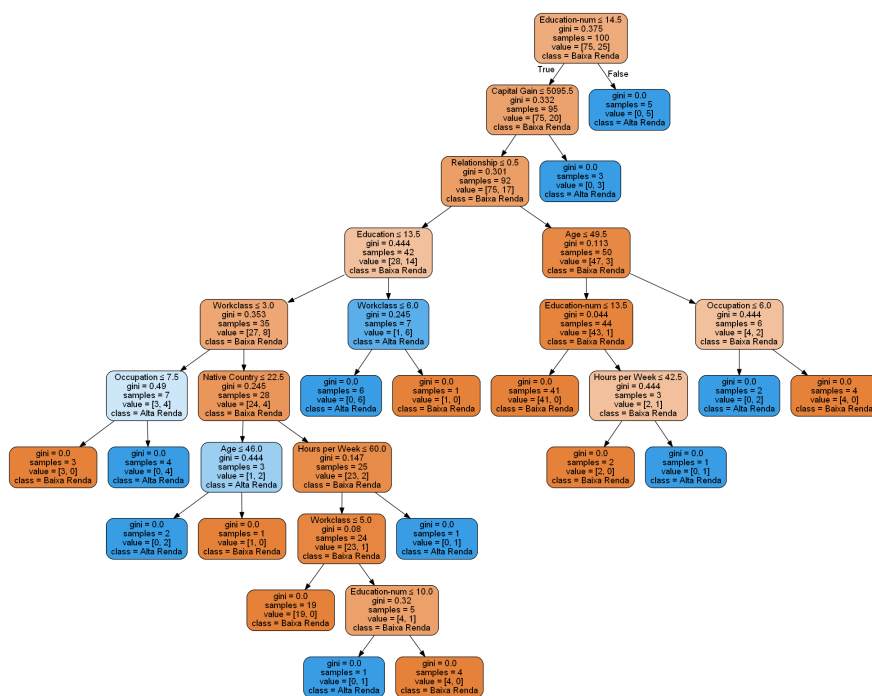 Education-num ≤ 14.5
gini = 0.375
samples = 100
value = [75, 25]
class = Baixa Renda
True
False
Capital Gain ≤ 5095.5
gini = 0.332
samples = 95
value = [75, 20]
class = Baixa Renda
gini = 0.0
samples = 5
value = [0, 5]
class = Alta Renda
Relationship ≤ 0.5
gini = 0.301
samples = 92
value = [75, 17]
class = Baixa Renda
gini = 0.0
samples = 3
value = [0, 3]
class = Alta Renda
Education ≤ 13.5
gini = 0.444
samples = 42
value = [28, 14]
class = Baixa Renda
Age ≤ 49.5
gini = 0.113
samples = 50
value = [47, 3]
class = Baixa Renda
Workclass ≤ 3.0
gini = 0.353
samples = 35
value = [27, 8]
class = Baixa Renda
Workclass ≤ 6.0
gini = 0.245
samples = 7
value = [1, 6]
class = Alta Renda
Education-num ≤ 13.5
gini = 0.044
samples = 44
value = [43, 1]
class = Baixa Renda
Occupation ≤ 6.0
gini = 0.444
samples = 6
value = [4, 2]
class = Baixa Renda
Occupation ≤ 7.5
gini = 0.49
samples = 7
value = [3, 4]
class = Alta Renda
Native Country ≤ 22.5
gini = 0.245
samples = 28
value = [24, 4]
class = Baixa Renda
gini = 0.0
samples = 6
value = [0, 6]
class = Alta Renda
gini = 0.0
samples = 1
value = [1, 0]
class = Baixa Renda
gini = 0.0
samples = 41
value = [41, 0]
class = Baixa Renda
Hours per Week ≤ 42.5
gini = 0.444
samples = 3
value = [2, 1]
class = Baixa Renda
gini = 0.0
samples = 2
value = [0, 2]
class = Alta Renda
gini = 0.0
samples = 4
value = [4, 0]
class = Baixa Renda
gini = 0.0
samples = 3
value = [3, 0]
class = Baixa Renda
gini = 0.0
samples = 4
value = [0, 4]
class = Alta Renda
Age ≤ 46.0
gini = 0.444
samples = 3
value = [1, 2]
class = Alta Renda
Hours per Week ≤ 60.0
gini = 0.147
samples = 25
value = [23, 2]
class = Baixa Renda
gini = 0.0
samples = 2
value = [2, 0]
class = Baixa Renda
gini = 0.0
samples = 1
value = [0, 1]
class = Alta Renda
gini = 0.0
samples = 2
value = [0, 2]
class = Alta Renda
gini = 0.0
samples = 1
value = [1, 0]
class = Baixa Renda
Workclass ≤ 5.0
gini = 0.08
samples = 24
value = [23, 1]
class = Baixa Renda
gini = 0.0
samples = 1
value = [0, 1]
class = Alta Renda
gini = 0.0
samples = 19
value = [19, 0]
class = Baixa Renda
Education-num ≤ 10.0
gini = 0.32
samples = 5
value = [4, 1]
class = Baixa Renda
gini = 0.0
samples = 1
value = [0, 1]
class = Alta Renda
gini = 0.0
samples = 4
value = [4, 0]
class = Baixa Renda